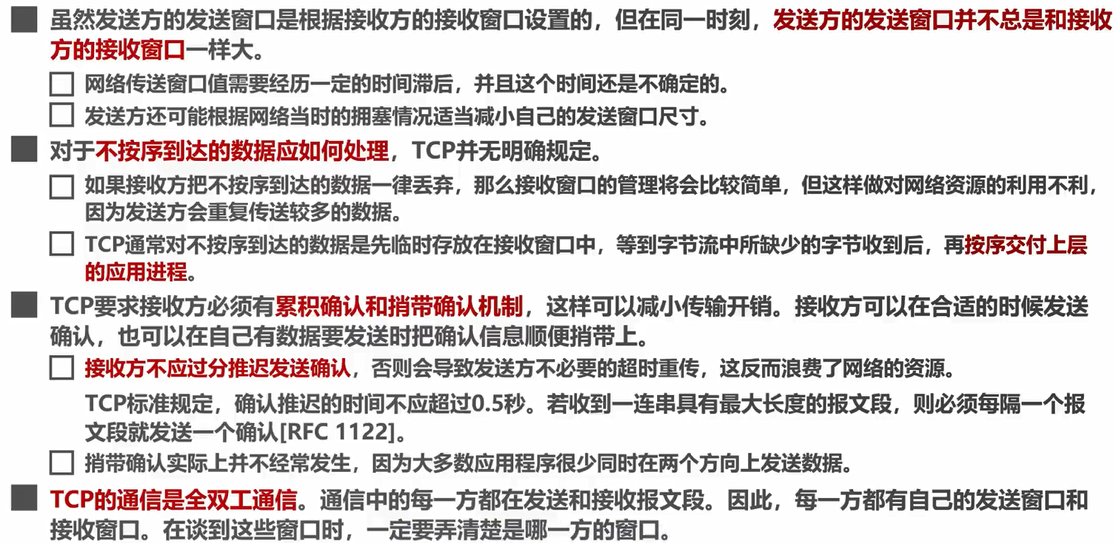 虽然发送方的发送窗口是根据接收方的接收窗口设置的，但在同一时刻，发送方的发送窗口并不总是和接收
方的接收窗口一样大。
网络传送窗口值需要经历一定的时间滞后，并且这个时间还是不确定的。
发送方还可能根据网络当时的拥塞情况适当减小自己的发送窗口尺寸。
对于不按序到达的数据应如何处理，TCP并无明确规定。
如果接收方把不按序到达的数据一律丢弃，那么接收窗口的管理将会比较简单，但这样做对网络资源的利用不利，
因为发送方会重复传送较多的数据。
TCP通常对不按序到达的数据是先临时存放在接收窗口中，等到字节流中所缺少的字节收到后，再按序交付上层
的应用进程。
TCP要求接收方必须有累积确认和捎带确认机制，这样可以减小传输开销。接收方可以在合适的时候发送
确认，也可以在自己有数据要发送时把确认信息顺便捎带上。
接收方不应过分推迟发送确认，否则会导致发送方不必要的超时重传，这反而浪费了网络的资源。
TCP标准规定，确认推迟的时间不应超过0.5秒。若收到一连串具有最大长度的报文段，则必须每隔一个报
文段就发送一个确认[RFC 1122]。
捎带确认实际上并不经常发生，因为大多数应用程序很少同时在两个方向上发送数据。
TCP的通信是全双工通信。通信中的每一方都在发送和接收报文段。因此，每一方都有自己的发送窗口和
接收窗口。在谈到这些窗口时，一定要弄清楚是哪一方的窗口。